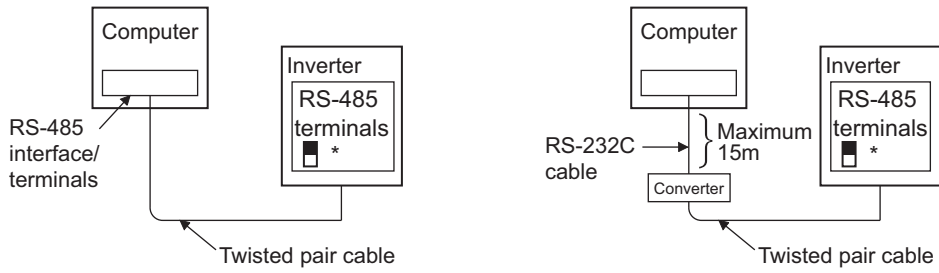 Computer
Inverter
RS-485
terminals
*
RS-485
interface/
terminals
Twisted pair cable
Computer
Inverter
RS-485
terminals
*
RS-232C
cable
Maximum
15m
Converter
Twisted pair cable